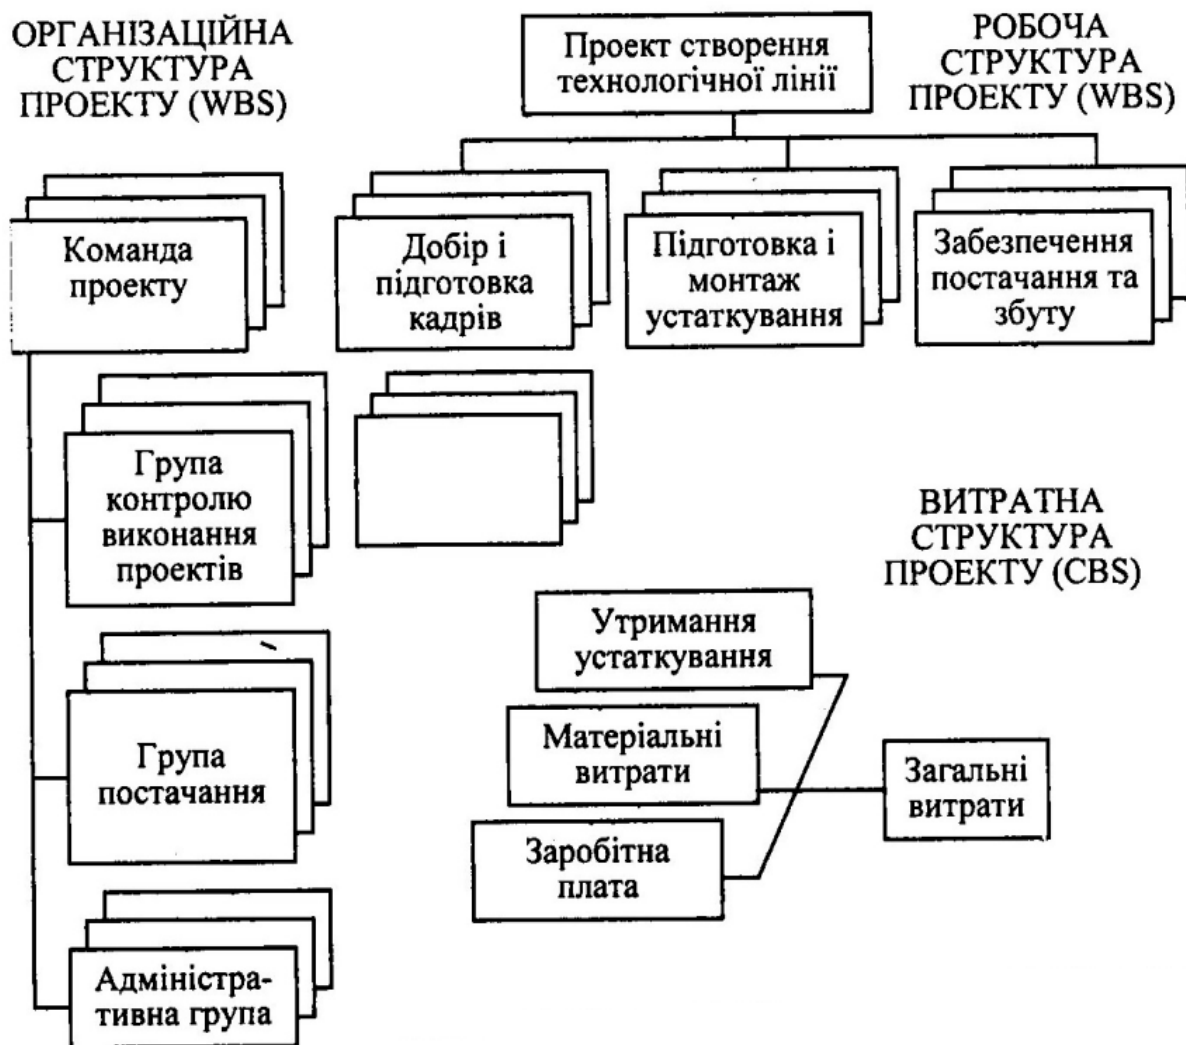 ОРГАНІЗАЦІЙНА
СТРУКТУРА
ПРОЕКТУ (WBS)
Проект створення
технологічної лінії
РОБОЧА
СТРУКТУРА
ПРОЕКТУ (WBS)
Команда
проекту
Добір і
підготовка
кадрів
Підготовка і
монтаж
устаткування
Забезпечення
постачання та
збуту
Група
контролю
виконання
проектів
Група
постачання
Адміністра-
тивна група
ВИТРАТНА
СТРУКТУРА
ПРОЕКТУ (CBS)
Утримання
устаткування
Матеріальні
витрати
Заробітна
плата
Загальні
витрати